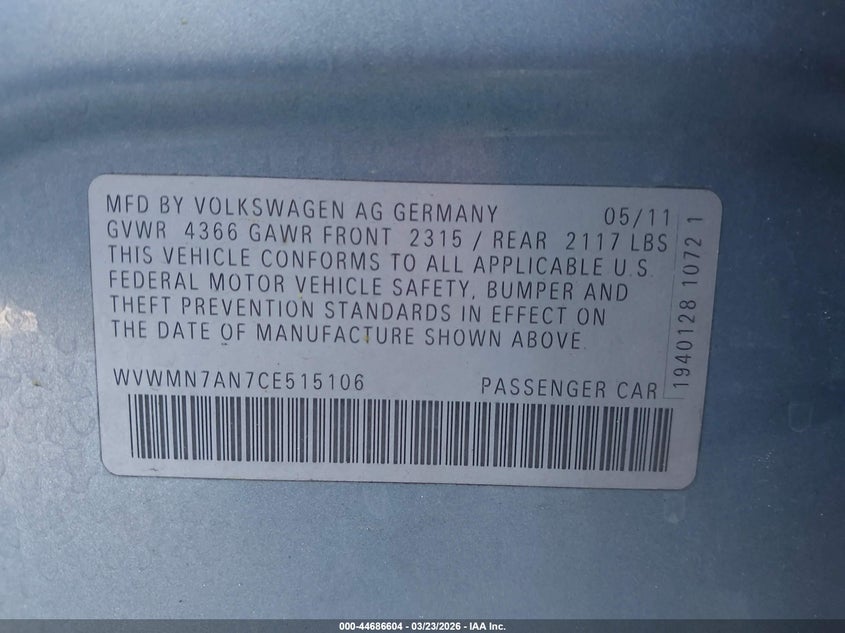 MFD BY VOLKSWAGEN AG GERMANY 05/11
GVWR 4366 GAWR FRONT 2315 / REAR 2117 LBS
THIS VEHICLE CONFORMS TO ALL APPLICABLE U.S.
FEDERAL MOTOR VEHICLE SAFETY, BUMPER AND
THEFT PREVENTION STANDARDS IN EFFECT ON
THE DATE OF MANUFACTURE SHOWN ABOVE.
WVWMN7AN7CE515106 PASSENGER CAR
1940128 1072 1
000-44686604 - 03/23/2026 - IAA Inc.